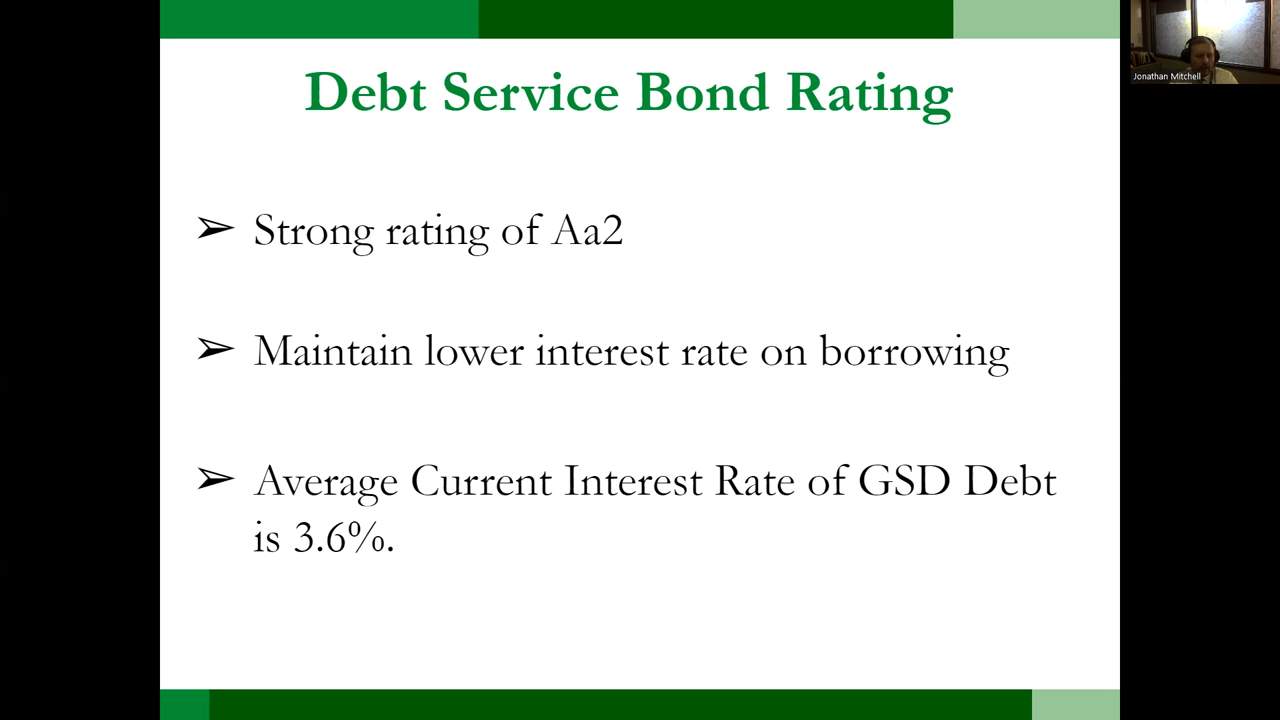 Debt Service Bond Rating
Jonathan Mitchell
➢ Strong rating of Aa2
➢ Maintain lower interest rate on borrowing
➢ Average Current Interest Rate of GSD Debt
is 3.6%.